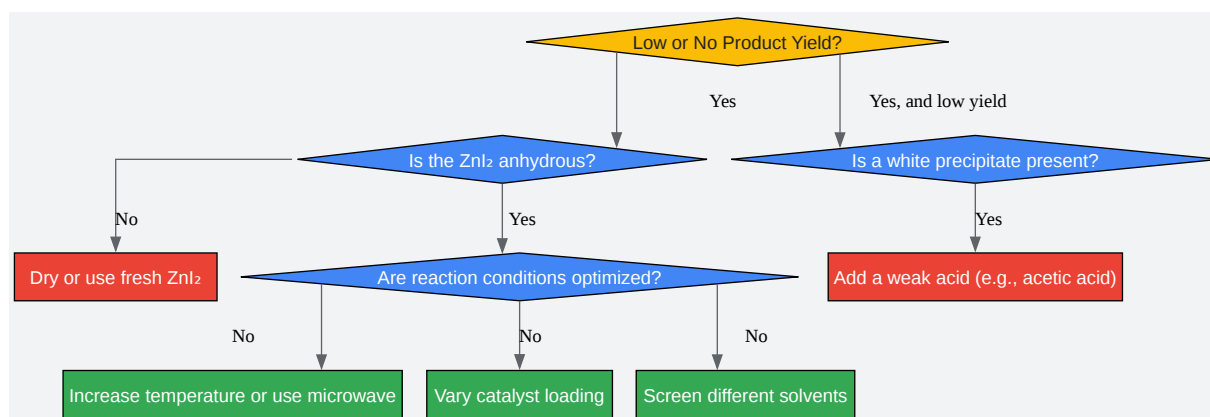 Low or No Product Yield?
Yes
Yes, and low yield
Is the ZnI₂ anhydrous?
Is a white precipitate present?
No
Yes
Yes
Dry or use fresh ZnI₂
Are reaction conditions optimized?
Add a weak acid (e.g., acetic acid)
No
No
No
Increase temperature or use microwave
Vary catalyst loading
Screen different solvents